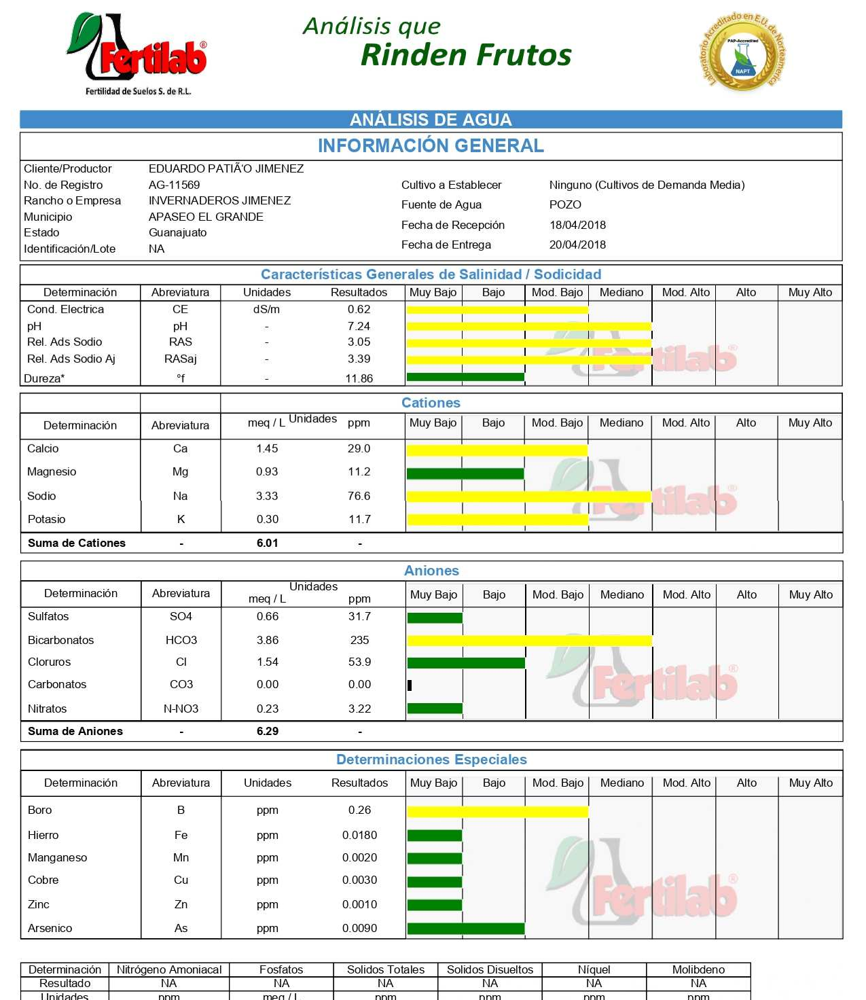 Análisis que
Rinden Frutos
Fertilab®
Fertilidad de Suelos S. de R.L.
Laboratorio Acreditado en E.U. de Norteamerica
PAP-Accredited
NAPT
ANÁLISIS DE AGUA
INFORMACIÓN GENERAL
Cliente/Productor EDUARDO PATIÃ‘O JIMENEZ
No. de Registro AG-11569 Cultivo a Establecer Ninguno (Cultivos de Demanda Media)
Rancho o Empresa INVERNADEROS JIMENEZ Fuente de Agua POZO
Municipio APASEO EL GRANDE Fecha de Recepción 18/04/2018
Estado Guanajuato Fecha de Entrega 20/04/2018
Identificación/Lote NA
Características Generales de Salinidad / Sodicidad
Determinación Abreviatura Unidades Resultados Muy Bajo Bajo Mod. Bajo Mediano Mod. Alto Alto Muy Alto
Cond. Electrica CE dS/m 0.62
pH pH - 7.24
Rel. Ads Sodio RAS - 3.05
Rel. Ads Sodio Aj RASaj - 3.39
Dureza* °f - 11.86
Fertilab®
Cationes
Determinación Abreviatura meq / L Unidades ppm Muy Bajo Bajo Mod. Bajo Mediano Mod. Alto Alto Muy Alto
Calcio Ca 1.45 29.0
Magnesio Mg 0.93 11.2
Sodio Na 3.33 76.6
Potasio K 0.30 11.7
Fertilab®
Suma de Cationes - 6.01 -
Aniones
Unidades
Determinación Abreviatura meq / L ppm Muy Bajo Bajo Mod. Bajo Mediano Mod. Alto Alto Muy Alto
Sulfatos SO4 0.66 31.7
Bicarbonatos HCO3 3.86 235
Cloruros Cl 1.54 53.9
Carbonatos CO3 0.00 0.00
Nitratos N-NO3 0.23 3.22
Fertilab®
Suma de Aniones - 6.29 -
Determinaciones Especiales
Determinación Abreviatura Unidades Resultados Muy Bajo Bajo Mod. Bajo Mediano Mod. Alto Alto Muy Alto
Boro B ppm 0.26
Hierro Fe ppm 0.0180
Manganeso Mn ppm 0.0020
Cobre Cu ppm 0.0030
Zinc Zn ppm 0.0010
Arsenico As ppm 0.0090
Fertilab®
Determinación Nitrógeno Amoniacal Fosfatos Solidos Totales Solidos Disueltos Níquel Molibdeno
Resultado NA NA NA NA NA NA
Unidades ppm meq / L ppm ppm ppm ppm